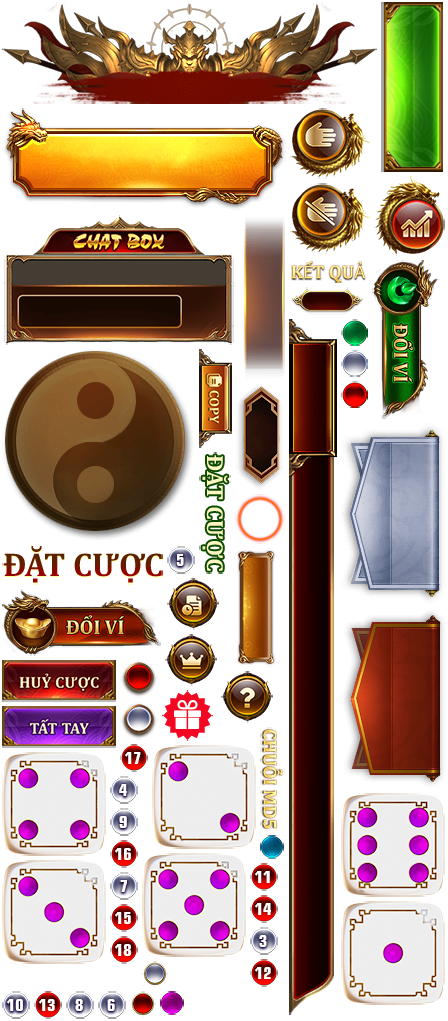 CHAT BOX
KẾT QUẢ
ĐỔI VÍ
COPY
ĐẶT CƯỢC
ĐẶT CƯỢC
5
ĐỔI VÍ
HUỶ CƯỢC
TẤT TAY
?
CHUỖI MD5
17
4
9
16
7
15
18
11
14
3
12
10
13
8
6